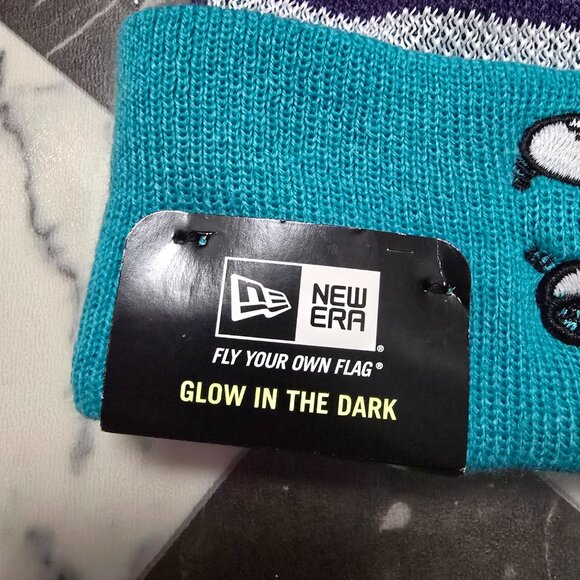 NEW
ERA
FLY YOUR OWN FLAG®
GLOW IN THE DARK